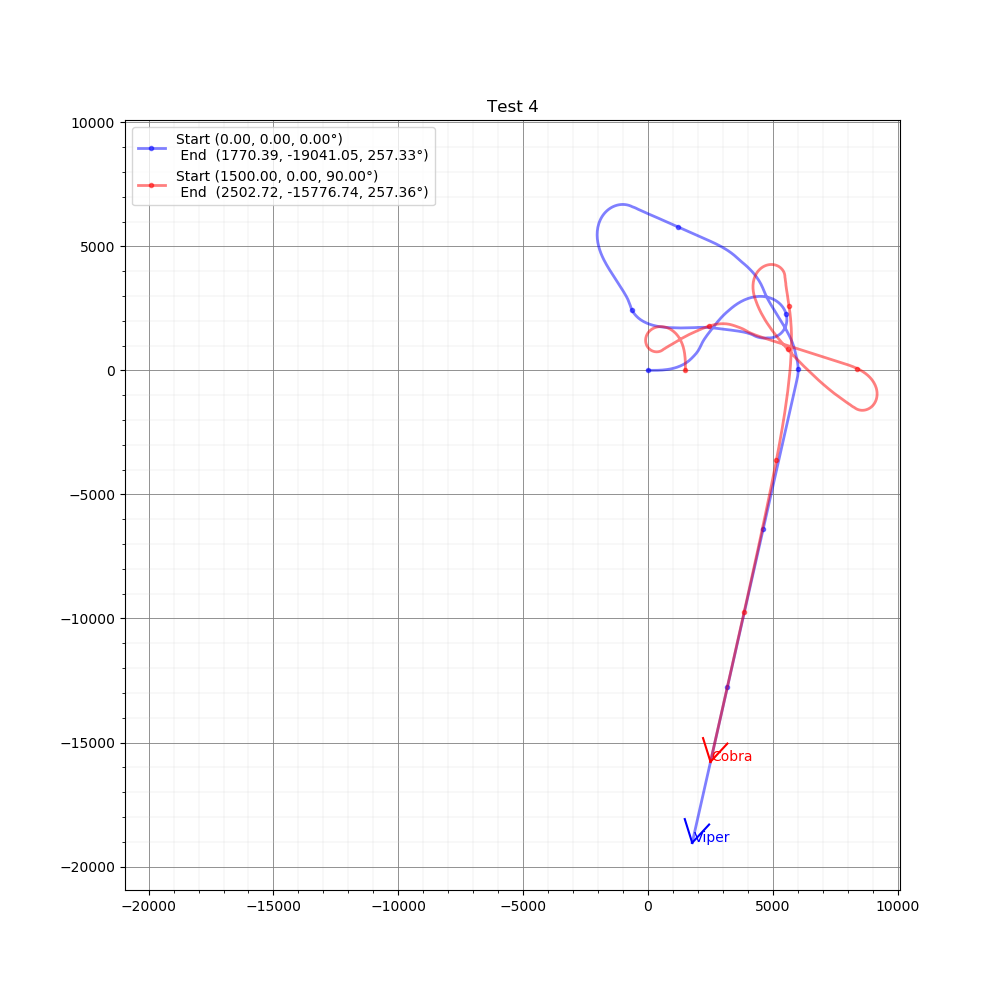 Test 4
Start (0.00, 0.00, 0.00°)
End (1770.39, -19041.05, 257.33°)
Start (1500.00, 0.00, 90.00°)
End (2502.72, -15776.74, 257.36°)
10000
5000
0
−5000
−10000
−15000
−20000
Cobra
Viper
−20000 −15000 −10000 −5000 0 5000 10000